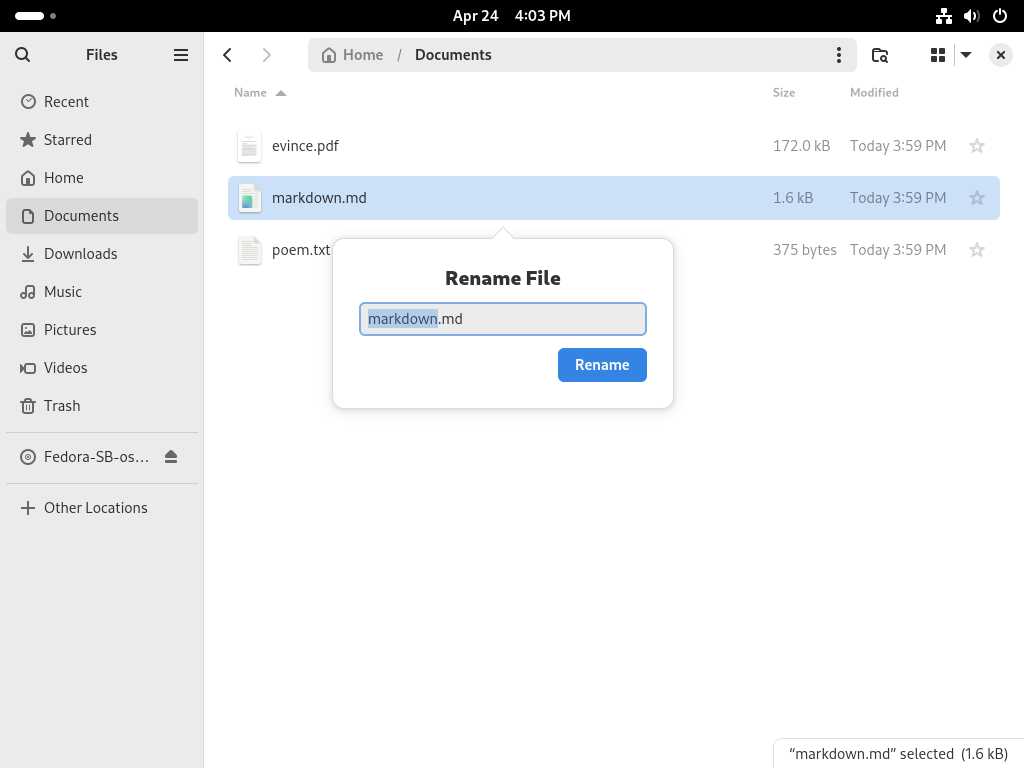 Apr 24 4:03 PM
Files
Home / Documents
Name Size Modified
Recent
Starred
Home
Documents
Downloads
Music
Pictures
Videos
Trash
Fedora-SB-os…
Other Locations
evince.pdf 172.0 kB Today 3:59 PM
markdown.md 1.6 kB Today 3:59 PM
poem.txt 375 bytes Today 3:59 PM
Rename File
markdown.md
Rename
“markdown.md” selected (1.6 kB)